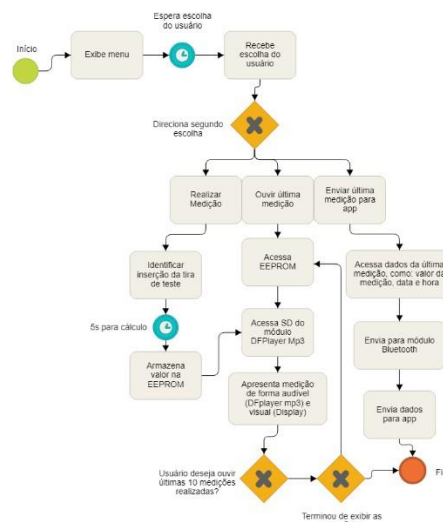 Espera escolha
do usuário
Início
Exibe menu
Recebe
escolha do
usuário
Direciona segundo
escolha
Realizar
Medição
Ouvir última
medição
Enviar última
medição para
app
Identificar
inserção da tira
de teste
Acessa
EEPROM
Acessa dados da última
medição, como: valor da
medição, data e hora
5s para cálculo
Acessa SD do
módulo
DFPlayer Mp3
Envia para módulo
Bluetooth
Armazena
valor na
EEPROM
Apresenta medição
de forma audível
(DFplayer mp3) e
visual (Display)
Envia dados
para app
Usuário deseja ouvir
últimas 10 medições
realizadas?
Terminou de exibir as